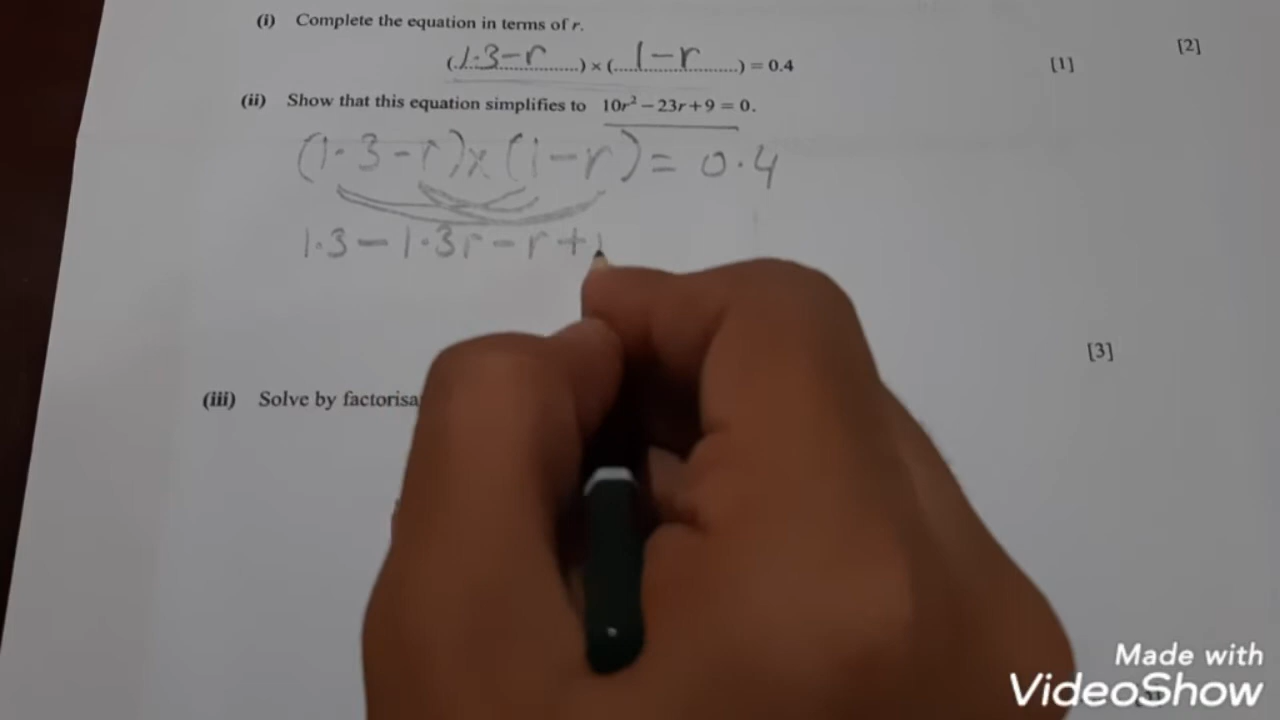 (i) Complete the equation in terms of r.
[2]
(1.3-r) × (1-r) = 0.4 [1]
(ii) Show that this equation simplifies to 10r² − 23r + 9 = 0.
(1.3-r)×(1-r) = 0.4
1.3-1.3r-r+
[3]
(iii) Solve by factorisa
Made with
VideoShow